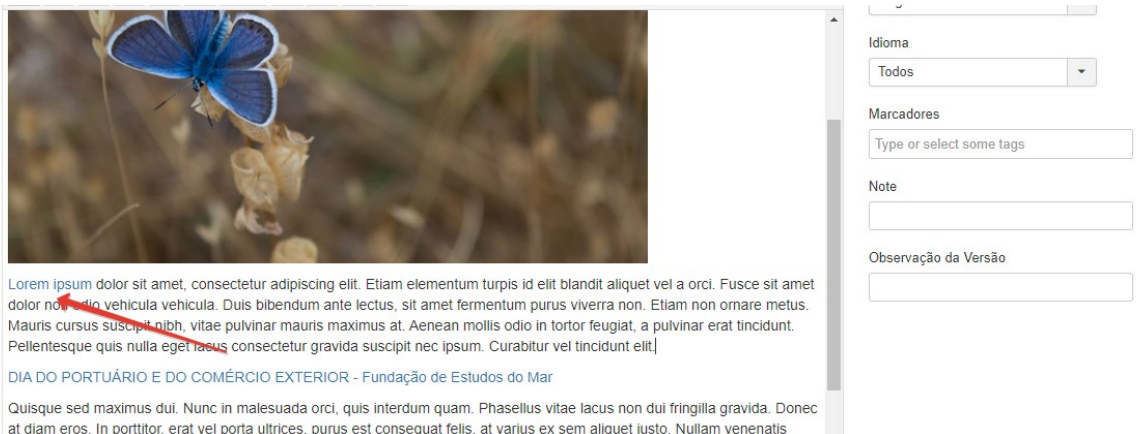 Idioma
Todos
Marcadores
Type or select some tags
Note
Observação da Versão
Lorem ipsum dolor sit amet, consectetur adipiscing elit. Etiam elementum turpis id elit blandit aliquet vel a orci. Fusce sit amet
dolor non odio vehicula vehicula. Duis bibendum ante lectus, sit amet fermentum purus viverra non. Etiam non ornare metus.
Mauris cursus suscipit nibh, vitae pulvinar mauris maximus at. Aenean mollis odio in tortor feugiat, a pulvinar erat tincidunt.
Pellentesque quis nulla eget lacus consectetur gravida suscipit nec ipsum. Curabitur vel tincidunt elit.
DIA DO PORTUÁRIO E DO COMÉRCIO EXTERIOR - Fundação de Estudos do Mar
Quisque sed maximus dui. Nunc in malesuada orci, quis interdum quam. Phasellus vitae lacus non dui fringilla gravida. Donec
at diam eros. In porttitor, erat vel porta ultrices, purus est consequat felis, at varius ex sem aliquet justo. Nullam venenatis